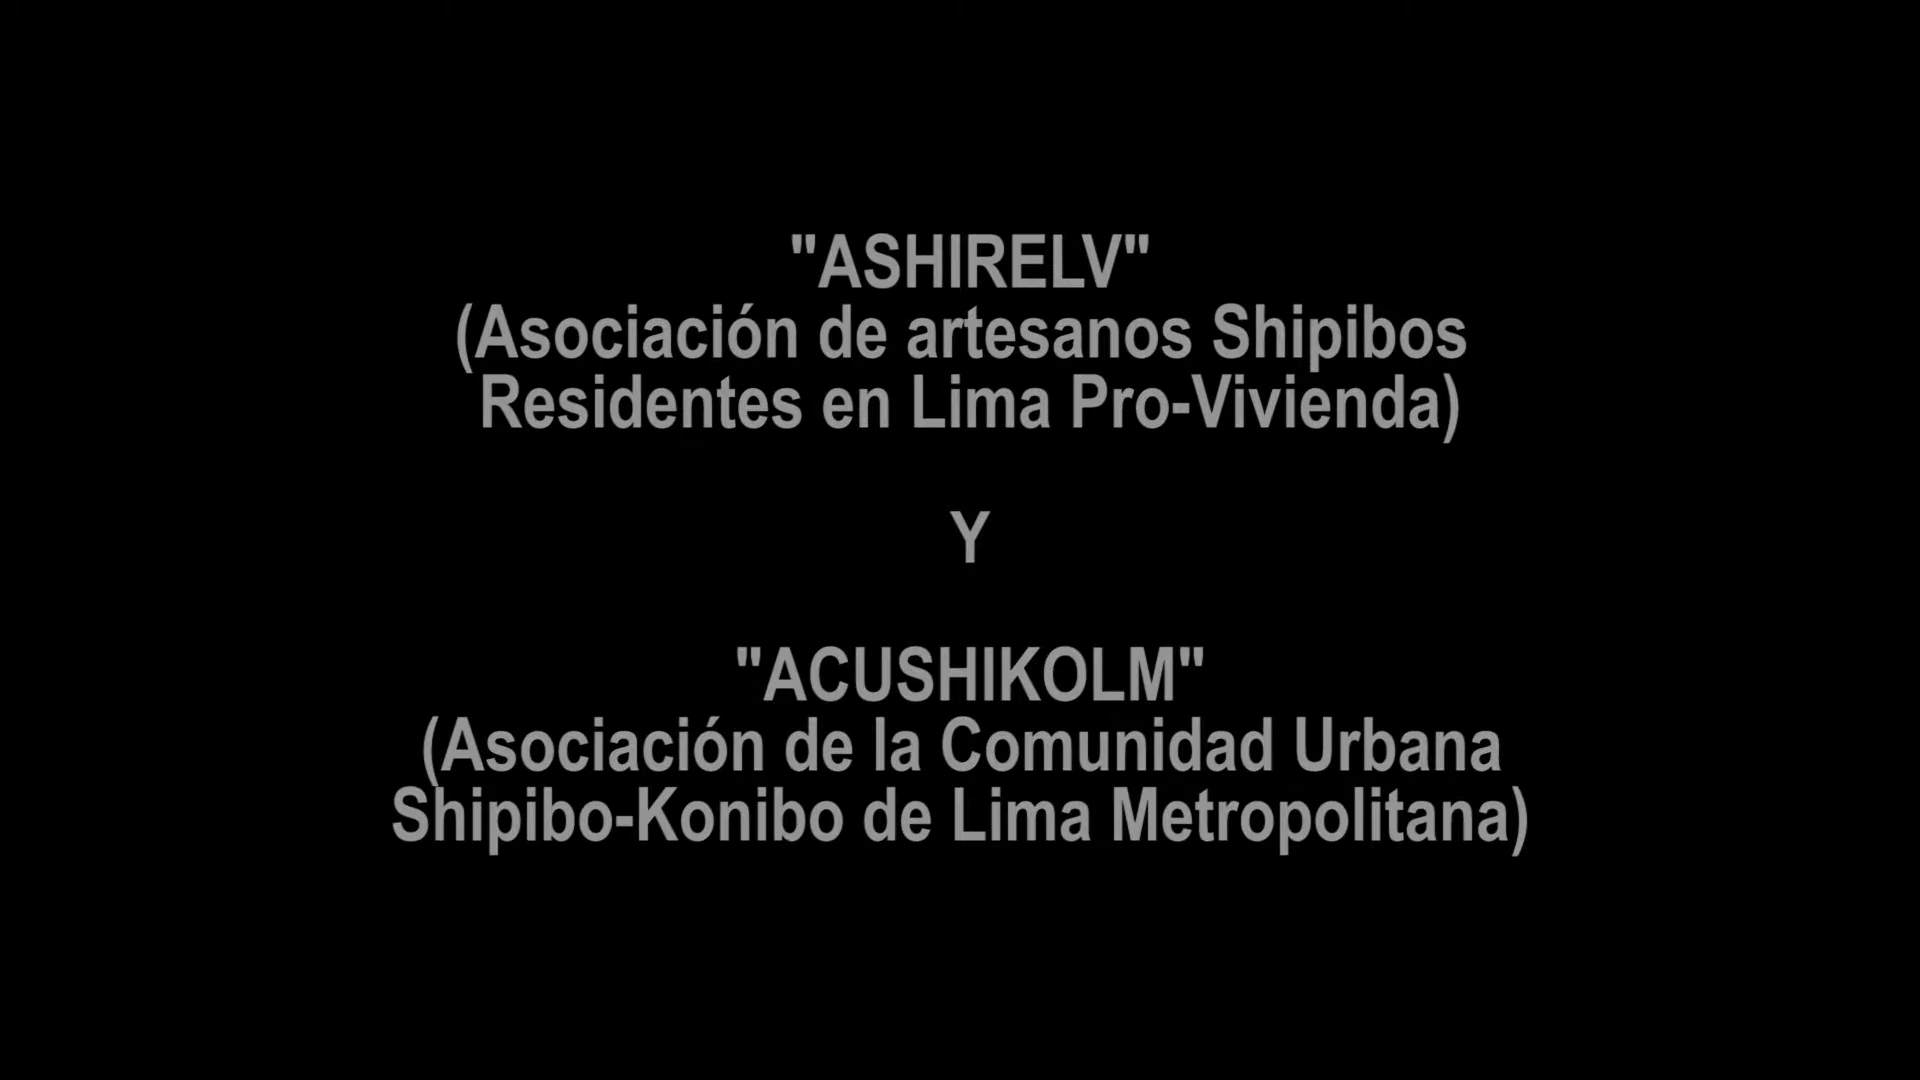 "ASHIRELV"
(Asociación de artesanos Shipibos
Residentes en Lima Pro-Vivienda)
Y
"ACUSHIKOLM"
(Asociación de la Comunidad Urbana
Shipibo-Konibo de Lima Metropolitana)